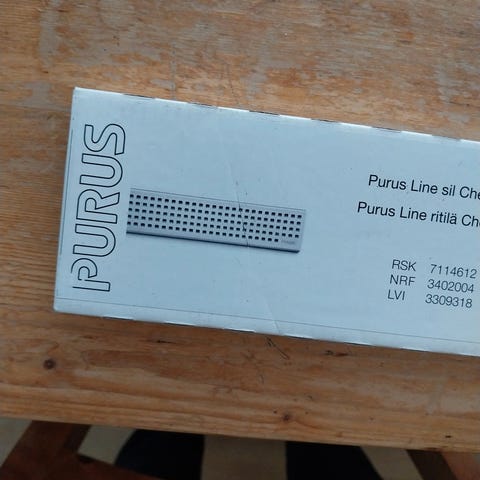 PURUS
Purus Line sil Che
Purus Line ritilä Che
RSK 7114612
NRF 3402004
LVI 3309318